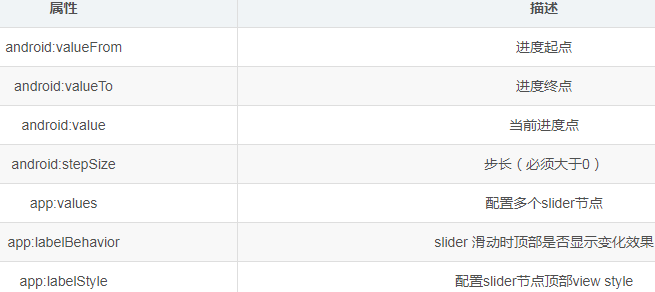 属性 描述
android:valueFrom 进度起点
android:valueTo 进度终点
android:value 当前进度点
android:stepSize 步长（必须大于0）
app:values 配置多个slider节点
app:labelBehavior slider 滑动时顶部是否显示变化效果
app:labelStyle 配置slider节点顶部view style